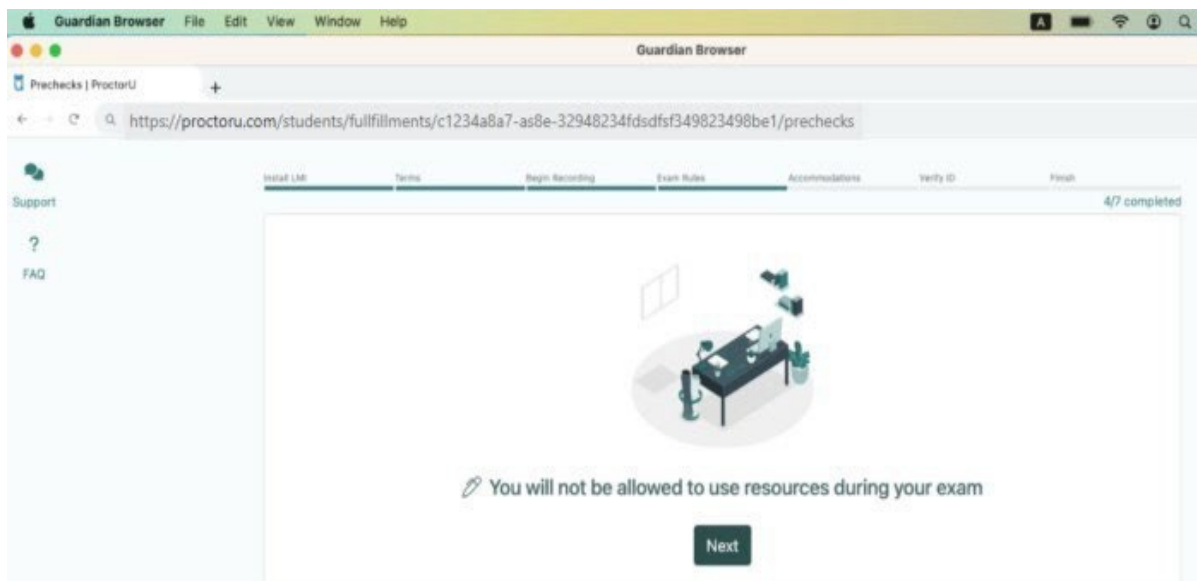 Guardian Browser File Edit View Window Help A
Guardian Browser
Prechecks | ProctorU +
https://proctoru.com/students/fullfillments/c1234a8a7-as8e-32948234fdsdfsf349823498be1/prechecks
Support
? 
FAQ
Install LMI Terms Begin Recording Exam Rules Accommodations Verify ID Finish
4/7 completed
You will not be allowed to use resources during your exam
Next